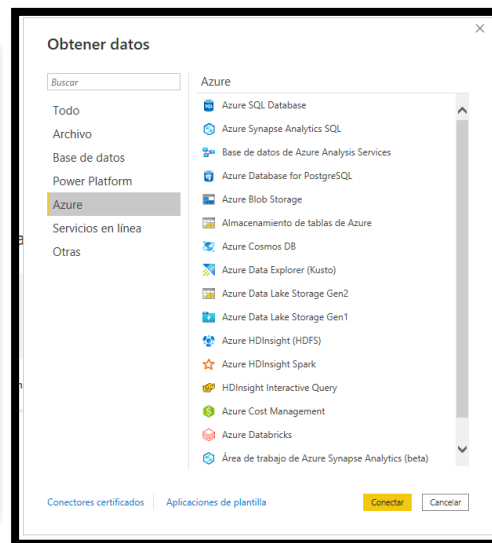 Obtener datos
Buscar
Todo
Archivo
Base de datos
Power Platform
Azure
Servicios en línea
Otras
Azure
Azure SQL Database
Azure Synapse Analytics SQL
Base de datos de Azure Analysis Services
Azure Database for PostgreSQL
Azure Blob Storage
Almacenamiento de tablas de Azure
Azure Cosmos DB
Azure Data Explorer (Kusto)
Azure Data Lake Storage Gen2
Azure Data Lake Storage Gen1
Azure HDInsight (HDFS)
Azure HDInsight Spark
HDInsight Interactive Query
Azure Cost Management
Azure Databricks
Área de trabajo de Azure Synapse Analytics (beta)
Conectores certificados
Aplicaciones de plantilla
Conectar
Cancelar